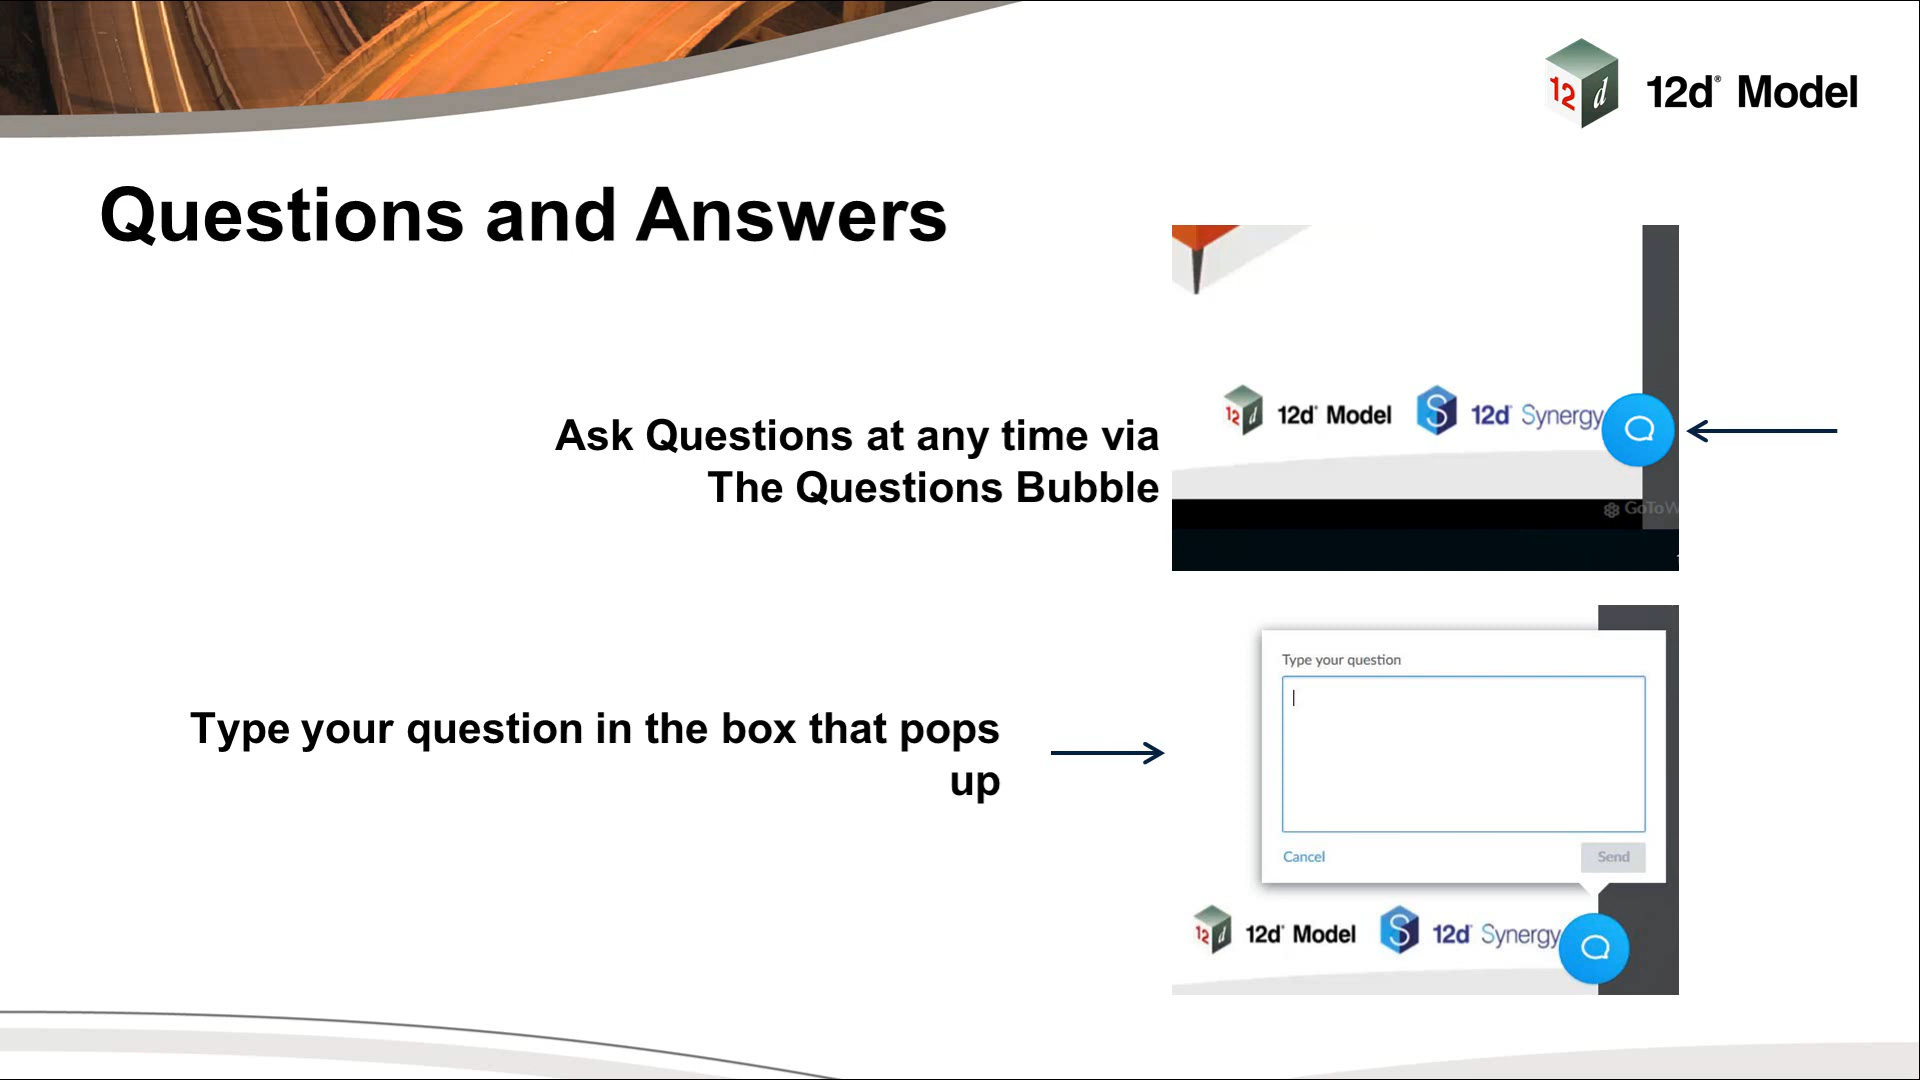 12d® Model
Questions and Answers
12d® Model 12d® Synergy
Ask Questions at any time via
The Questions Bubble
GoToW
Type your question
Type your question in the box that pops
up
Cancel Send
12d® Model 12d® Synergy